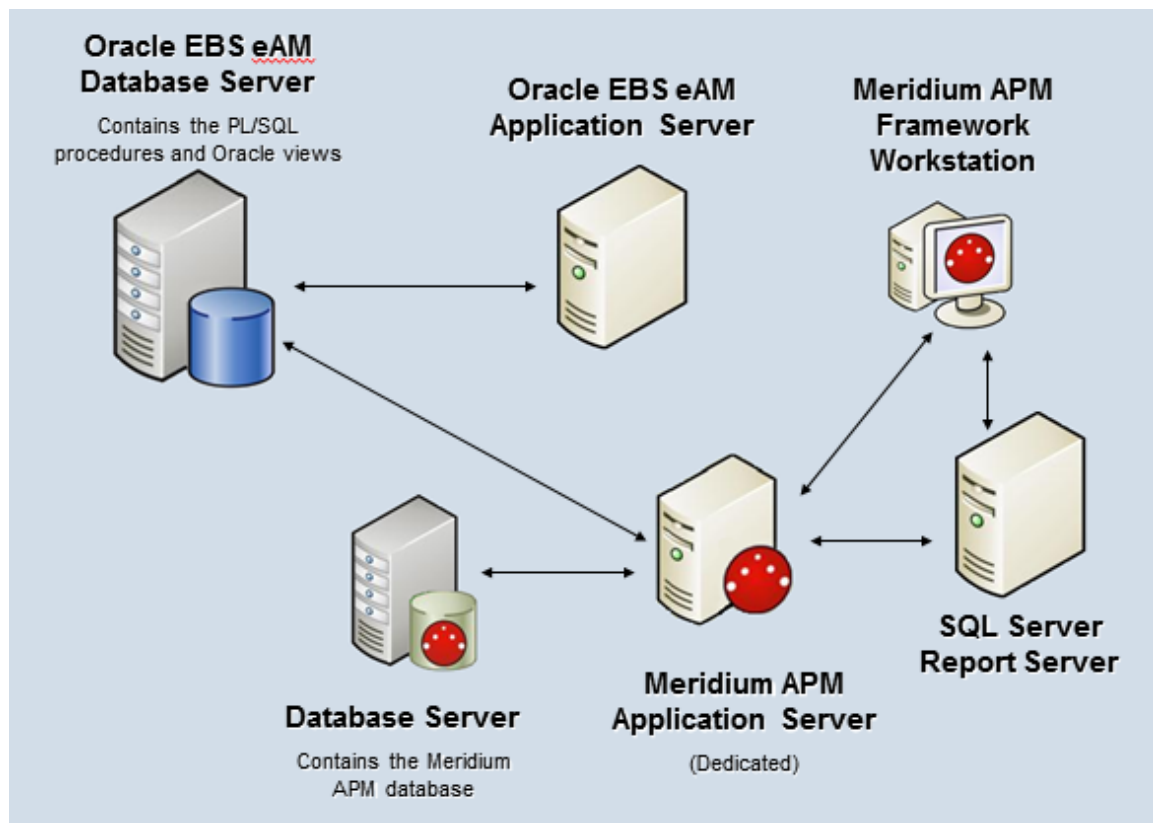 Oracle EBS eAM
Database Server
Contains the PL/SQL
procedures and Oracle views
Oracle EBS eAM
Application Server
Meridium APM
Framework
Workstation
SQL Server
Report Server
Meridium APM
Application Server
(Dedicated)
Database Server
Contains the Meridium
APM database